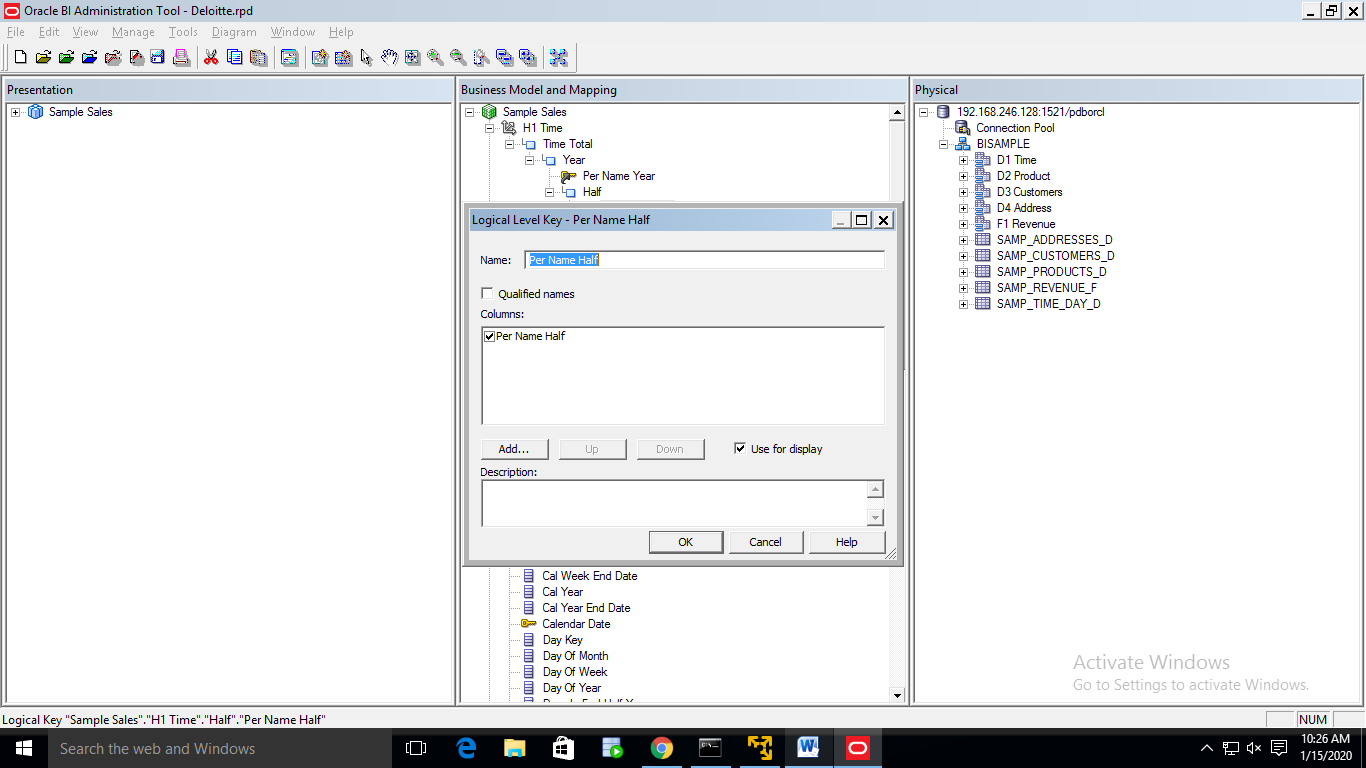 Oracle BI Administration Tool - Deloitte.rpd
File Edit View Manage Tools Diagram Window Help
Presentation
Sample Sales
Business Model and Mapping
Sample Sales
H1 Time
Time Total
Year
Per Name Year
Half
Logical Level Key - Per Name Half
Name: Per Name Half
Qualified names
Columns:
Per Name Half
Add... Up Down Use for display
Description:
OK Cancel Help
Cal Week End Date
Cal Year
Cal Year End Date
Calendar Date
Day Key
Day Of Month
Day Of Week
Day Of Year
Physical
192.168.246.128:1521/pdborcl
Connection Pool
BISAMPLE
D1 Time
D2 Product
D3 Customers
D4 Address
F1 Revenue
SAMP_ADDRESSES_D
SAMP_CUSTOMERS_D
SAMP_PRODUCTS_D
SAMP_REVENUE_F
SAMP_TIME_DAY_D
Activate Windows
Go to Settings to activate Windows.
Logical Key "Sample Sales"."H1 Time"."Half"."Per Name Half"
NUM
Search the web and Windows
10:26 AM
1/15/2020